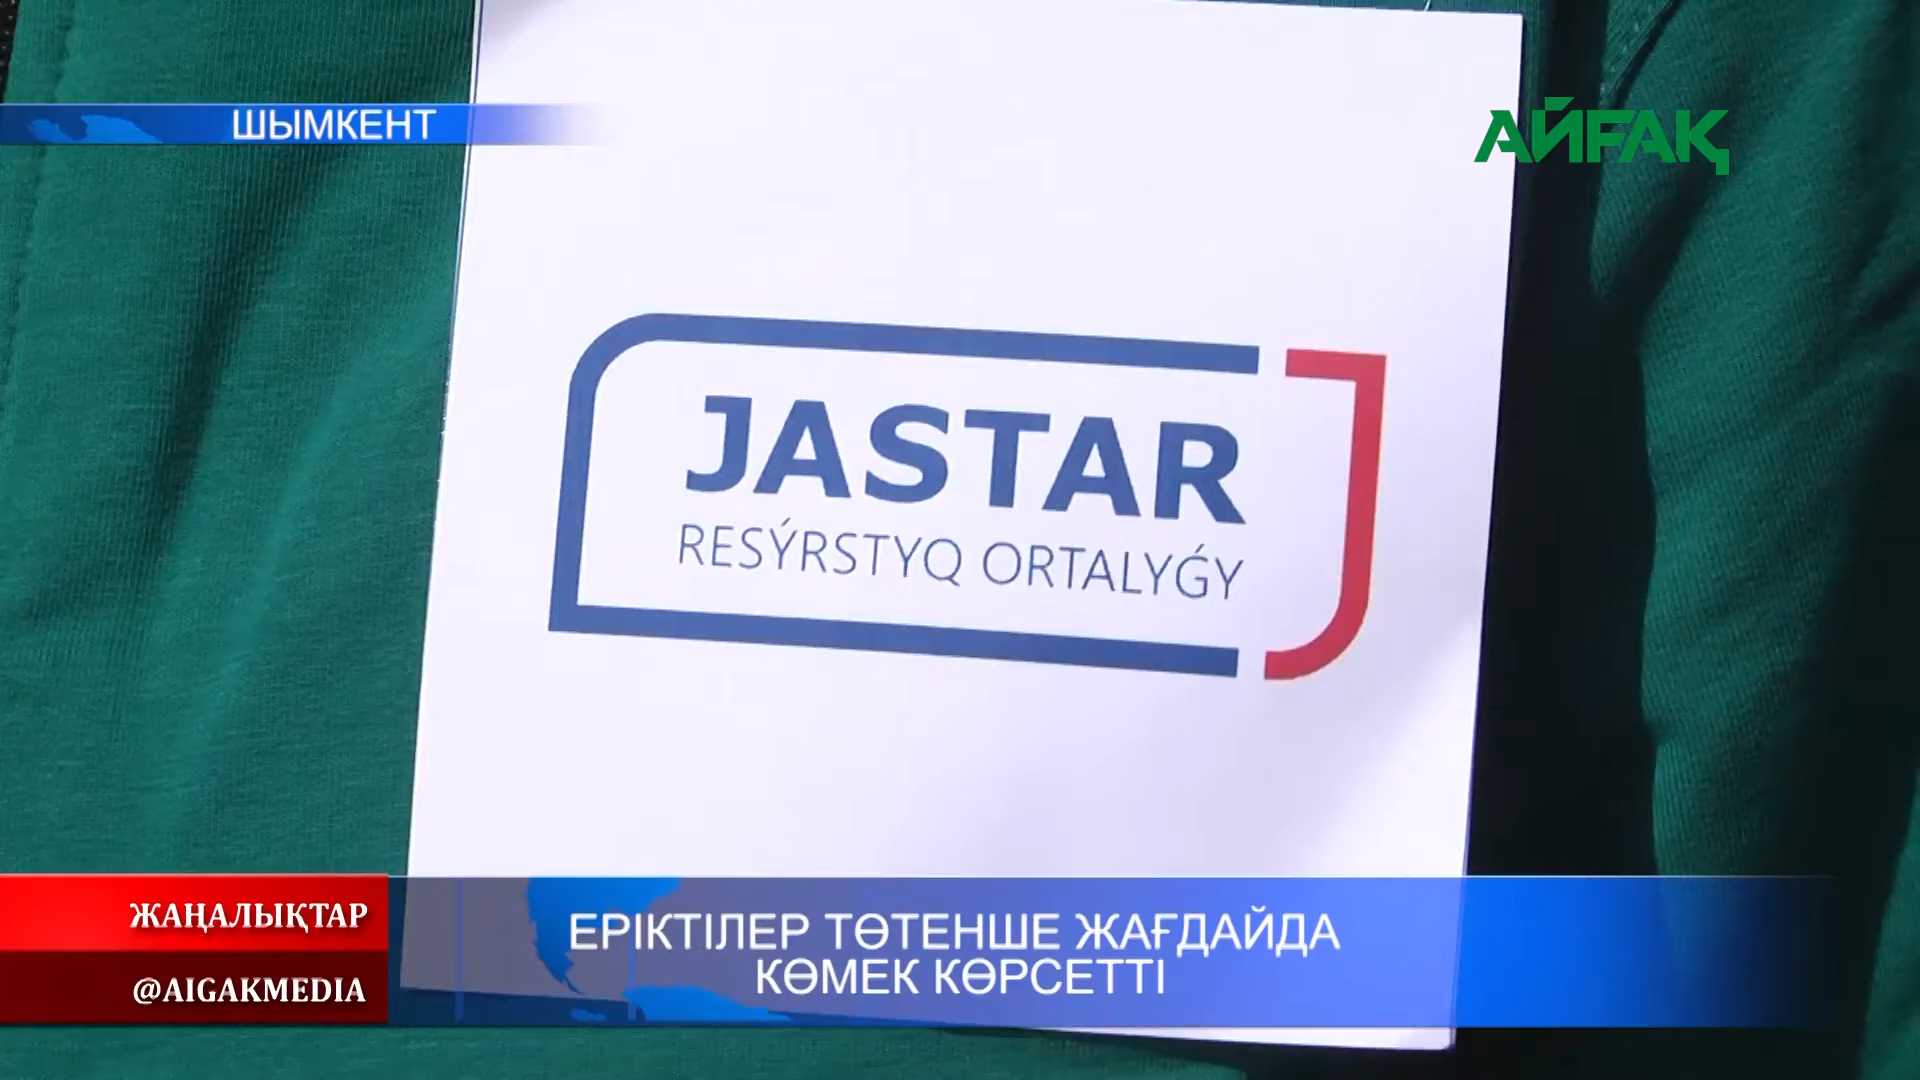 ШЫМКЕНТ
АЙҒАҚ
JASTAR
RESÝRSTYQ ORTALYǴY
ЖАҢАЛЫҚТАР
@AIGAKMEDIA
ЕРІКТІЛЕР ТӨТЕНШЕ ЖАҒДАЙДА
КӨМЕК КӨРСЕТТІ